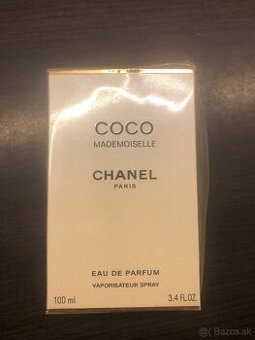 COCO
MADEMOISELLE
CHANEL
PARIS
EAU DE PARFUM
VAPORISATEUR SPRAY
100 ml
3.4 FL.OZ.
Bazos.sk